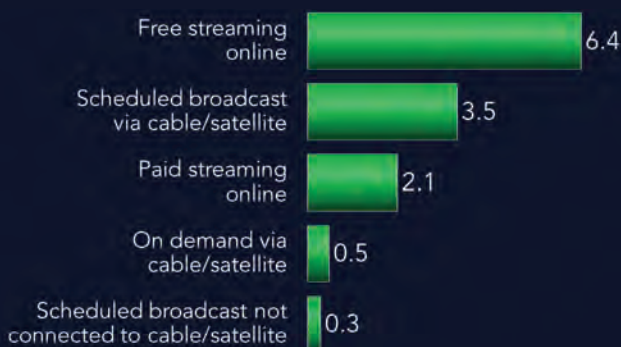 Free streaming
online
6.4
Scheduled broadcast
via cable/satellite
3.5
Paid streaming
online
2.1
On demand via
cable/satellite
0.5
Scheduled broadcast not
connected to cable/satellite
0.3